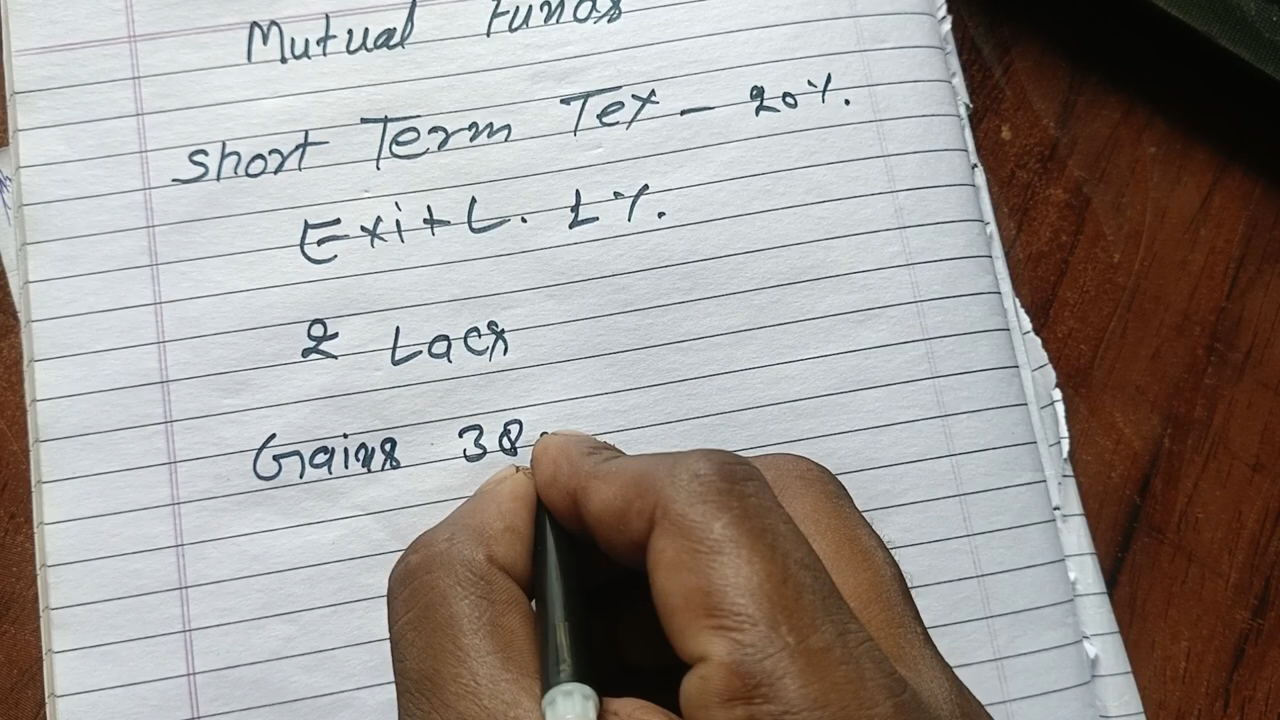 Mutual Funds
Short Term Tex - 20%.
Exit L. 1%.
2 Lacs
Gains 38